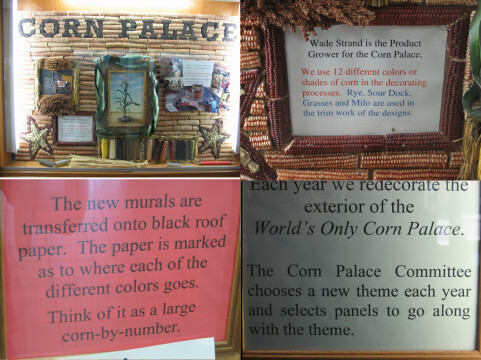 CORN PALACE
Wade Strand is the Product
Grower for the Corn Palace.
We use 12 different colors or
shades of corn in the decorating
processes. Rye, Sour Dock,
Grasses and Milo are used in
the trim work of the designs.
The new murals are
transferred onto black roof
paper. The paper is marked
as to where each of the
different colors goes.
Think of it as a large
corn-by-number.
Each year we redecorate the
exterior of the
World's Only Corn Palace.
The Corn Palace Committee
chooses a new theme each year
and selects panels to go along
with the theme.